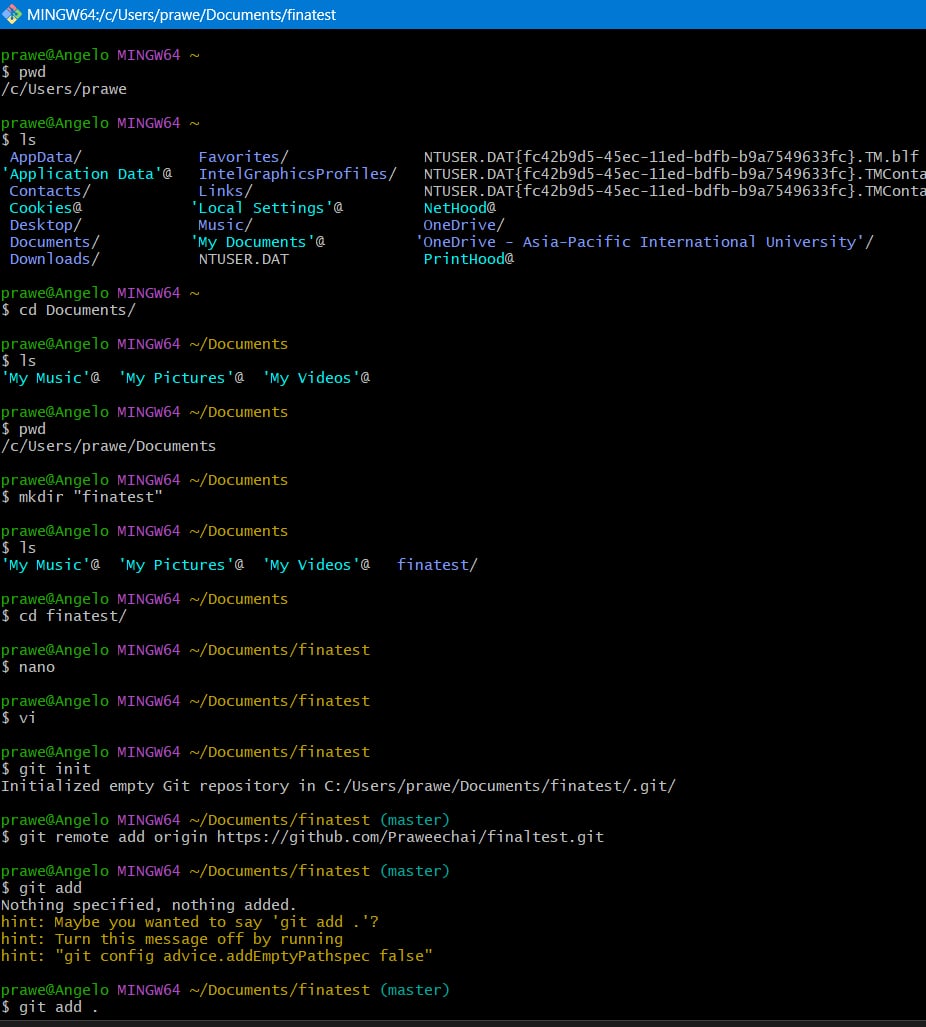 MINGW64:/c/Users/prawe/Documents/finatest
prawe@Angelo MINGW64 ~
$ pwd
/c/Users/prawe
prawe@Angelo MINGW64 ~
$ ls
AppData/ Favorites/ NTUSER.DAT{fc42b9d5-45ec-11ed-bdfb-b9a7549633fc}.TM.blf
'Application Data'@ IntelGraphicsProfiles/ NTUSER.DAT{fc42b9d5-45ec-11ed-bdfb-b9a7549633fc}.TMConta
Contacts/ Links/ NTUSER.DAT{fc42b9d5-45ec-11ed-bdfb-b9a7549633fc}.TMConta
Cookies@ 'Local Settings'@ NetHood@
Desktop/ Music/ OneDrive/
Documents/ 'My Documents'@ 'OneDrive - Asia-Pacific International University'/
Downloads/ NTUSER.DAT PrintHood@
prawe@Angelo MINGW64 ~
$ cd Documents/
prawe@Angelo MINGW64 ~/Documents
$ ls
'My Music'@ 'My Pictures'@ 'My Videos'@
prawe@Angelo MINGW64 ~/Documents
$ pwd
/c/Users/prawe/Documents
prawe@Angelo MINGW64 ~/Documents
$ mkdir "finatest"
prawe@Angelo MINGW64 ~/Documents
$ ls
'My Music'@ 'My Pictures'@ 'My Videos'@ finatest/
prawe@Angelo MINGW64 ~/Documents
$ cd finatest/
prawe@Angelo MINGW64 ~/Documents/finatest
$ nano
prawe@Angelo MINGW64 ~/Documents/finatest
$ vi
prawe@Angelo MINGW64 ~/Documents/finatest
$ git init
Initialized empty Git repository in C:/Users/prawe/Documents/finatest/.git/
prawe@Angelo MINGW64 ~/Documents/finatest (master)
$ git remote add origin https://github.com/Praweechai/finaltest.git
prawe@Angelo MINGW64 ~/Documents/finatest (master)
$ git add
Nothing specified, nothing added.
hint: Maybe you wanted to say 'git add .'?
hint: Turn this message off by running
hint: "git config advice.addEmptyPathspec false"
prawe@Angelo MINGW64 ~/Documents/finatest (master)
$ git add .